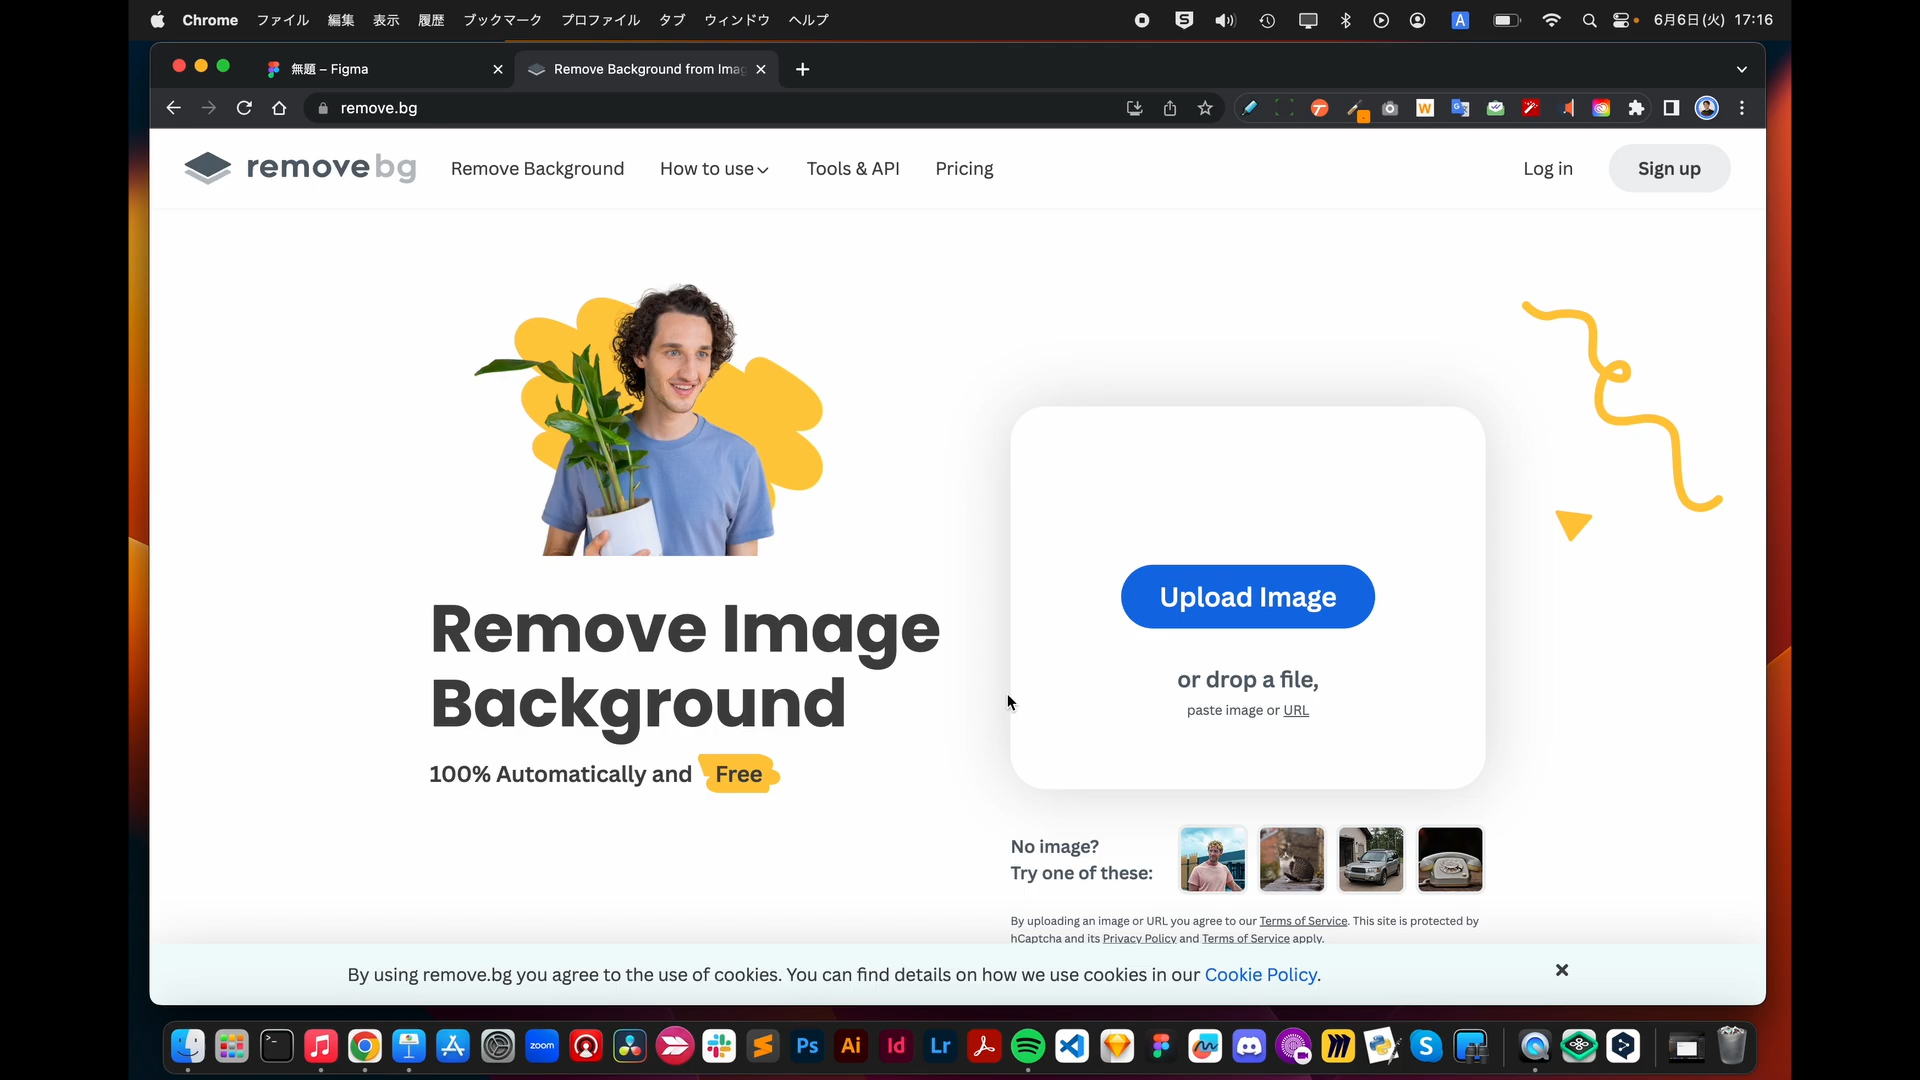 Chrome ファイル 編集 表示 履歴 ブックマーク プロファイル タブ ウィンドウ ヘルプ A 6月6日(火) 17:16
無題 – Figma
Remove Background from Imag
remove.bg
removebg Remove Background How to use Tools & API Pricing Log in Sign up
Remove Image
Background
100% Automatically and Free
Upload Image
or drop a file,
paste image or URL
No image?
Try one of these:
By uploading an image or URL you agree to our Terms of Service. This site is protected by
hCaptcha and its Privacy Policy and Terms of Service apply.
By using remove.bg you agree to the use of cookies. You can find details on how we use cookies in our Cookie Policy.
zoom Ps Ai Id Lr